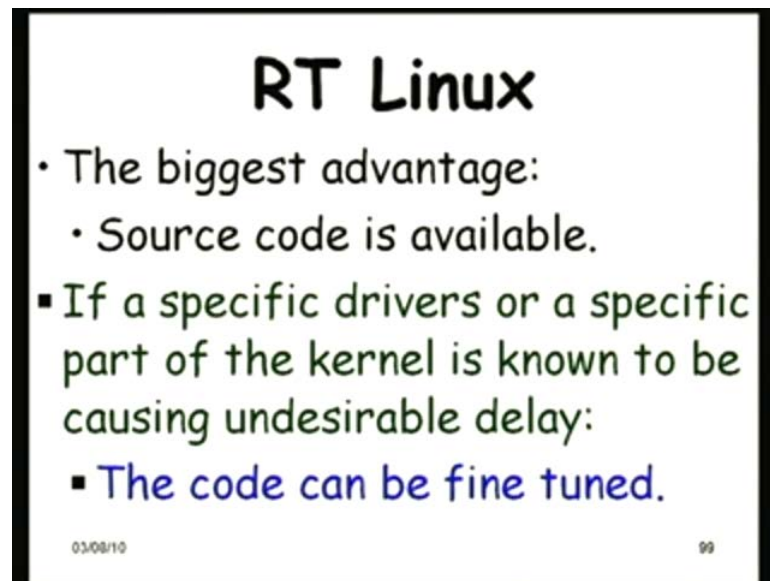 RT Linux
• The biggest advantage:
• Source code is available.
▪ If a specific drivers or a specific
part of the kernel is known to be
causing undesirable delay:
▪ The code can be fine tuned.
03/08/10
99